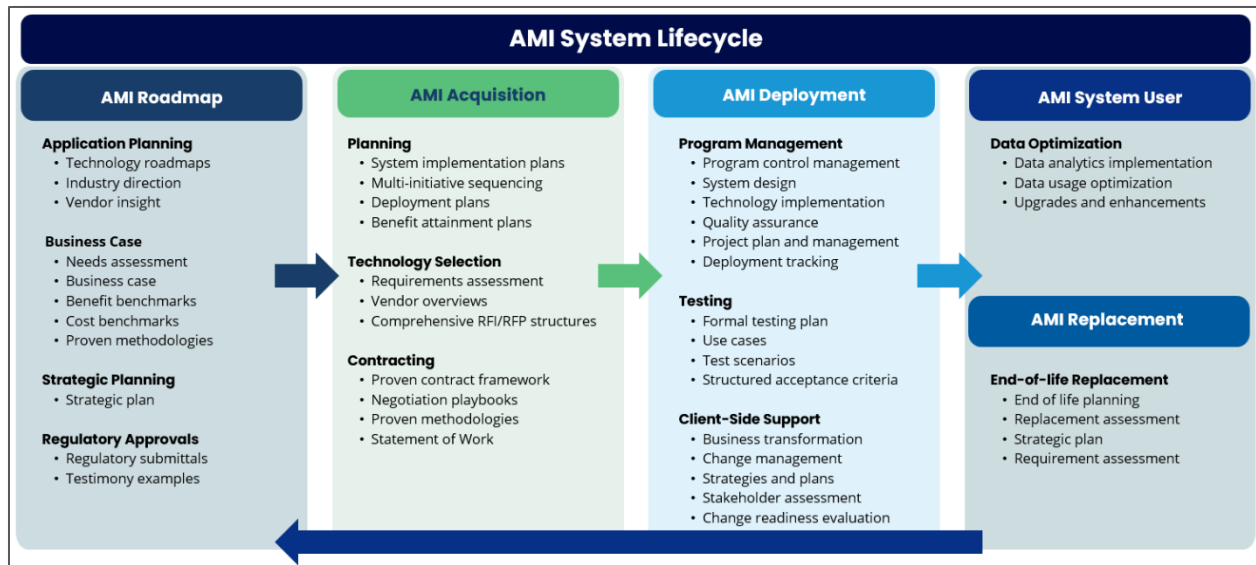 AMI System Lifecycle
AMI Roadmap
Application Planning
• Technology roadmaps
• Industry direction
• Vendor insight
Business Case
• Needs assessment
• Business case
• Benefit benchmarks
• Cost benchmarks
• Proven methodologies
Strategic Planning
• Strategic plan
Regulatory Approvals
• Regulatory submittals
• Testimony examples
AMI Acquisition
Planning
• System implementation plans
• Multi-initiative sequencing
• Deployment plans
• Benefit attainment plans
Technology Selection
• Requirements assessment
• Vendor overviews
• Comprehensive RFI/RFP structures
Contracting
• Proven contract framework
• Negotiation playbooks
• Proven methodologies
• Statement of Work
AMI Deployment
Program Management
• Program control management
• System design
• Technology implementation
• Quality assurance
• Project plan and management
• Deployment tracking
Testing
• Formal testing plan
• Use cases
• Test scenarios
• Structured acceptance criteria
Client-Side Support
• Business transformation
• Change management
• Strategies and plans
• Stakeholder assessment
• Change readiness evaluation
AMI System User
Data Optimization
• Data analytics implementation
• Data usage optimization
• Upgrades and enhancements
AMI Replacement
End-of-life Replacement
• End of life planning
• Replacement assessment
• Strategic plan
• Requirement assessment